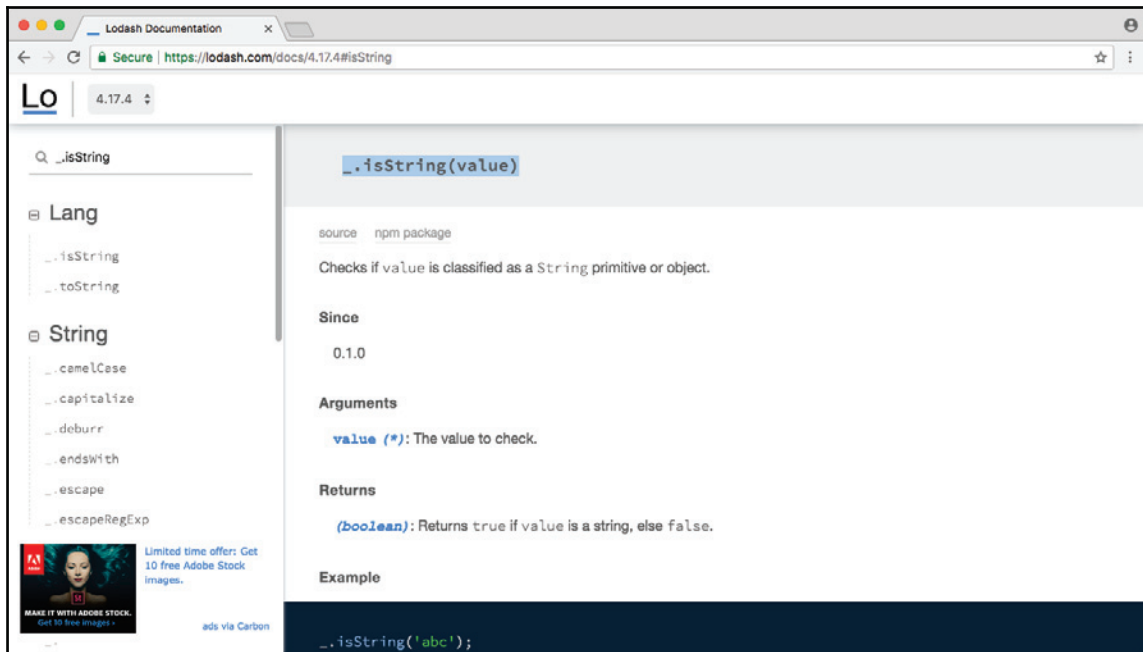 Lodash Documentation
Secure | https://lodash.com/docs/4.17.4#isString
Lo
4.17.4
_.isString
Lang
_.isString
_.toString
String
_.camelCase
_.capitalize
_.deburr
_.endsWith
_.escape
_.escapeRegExp
Adobe
St
MAKE IT WITH ADOBE STOCK.
Get 10 free images ›
Limited time offer: Get
10 free Adobe Stock
images.
ads via Carbon
_.isString(value)
source npm package
Checks if value is classified as a String primitive or object.
Since
0.1.0
Arguments
value (*): The value to check.
Returns
(boolean): Returns true if value is a string, else false.
Example
_.isString('abc');